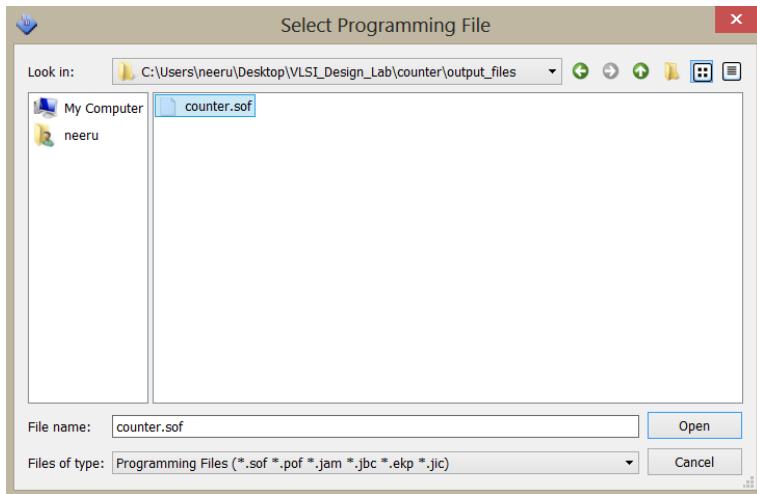 Select Programming File
Look in: C:\Users\neeru\Desktop\VLSI_Design_Lab\counter\output_files
My Computer
neeru
counter.sof
File name: counter.sof
Open
Files of type: Programming Files (*.sof *.pof *.jam *.jbc *.ekp *.jic)
Cancel